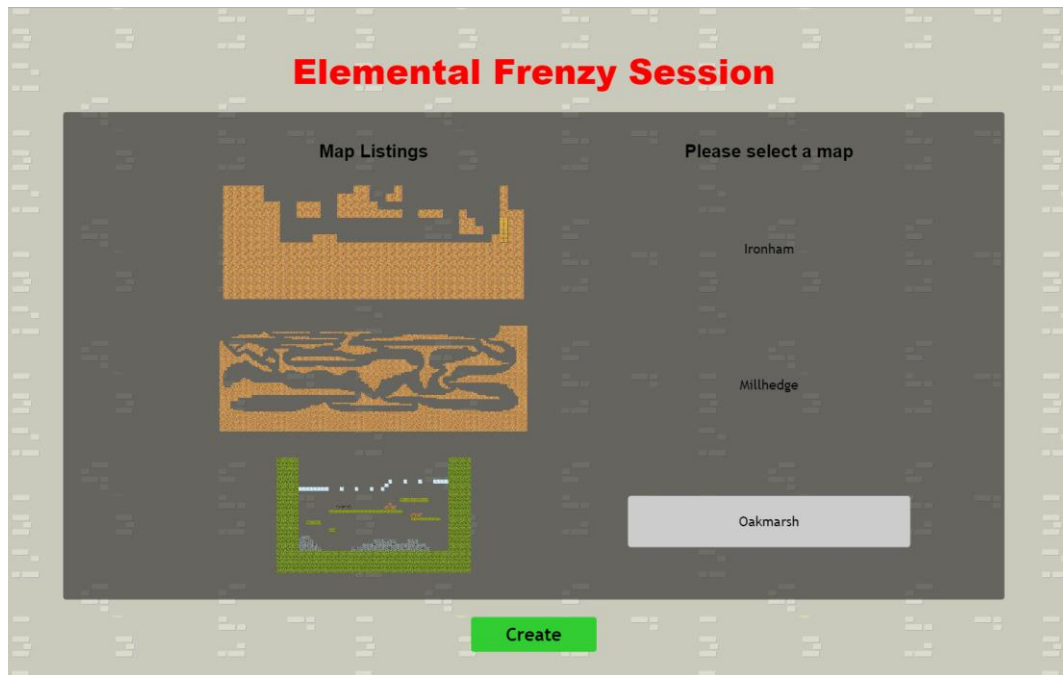 Elemental Frenzy Session
Map Listings
Please select a map
Ironham
Millhedge
Oakmarsh
Create